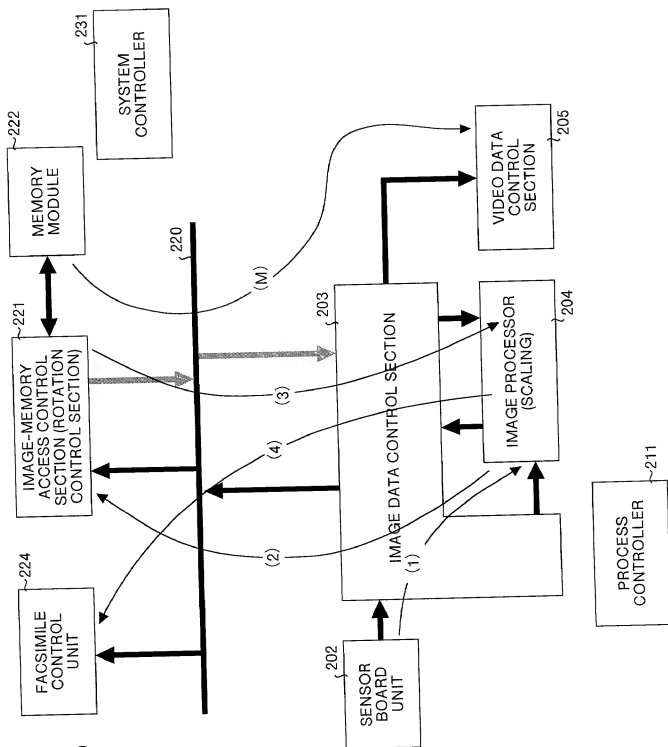 231
SYSTEM
CONTROLLER
222
MEMORY
MODULE
221
IMAGE-MEMORY
ACCESS CONTROL
SECTION (ROTATION
CONTROL SECTION)
224
FACSIMILE
CONTROL
UNIT
220
(M)
(3)
(4)
(2)
(1)
205
VIDEO DATA
CONTROL
SECTION
203
IMAGE DATA CONTROL SECTION
204
IMAGE PROCESSOR
(SCALING)
202
SENSOR
BOARD
UNIT
211
PROCESS
CONTROLLER